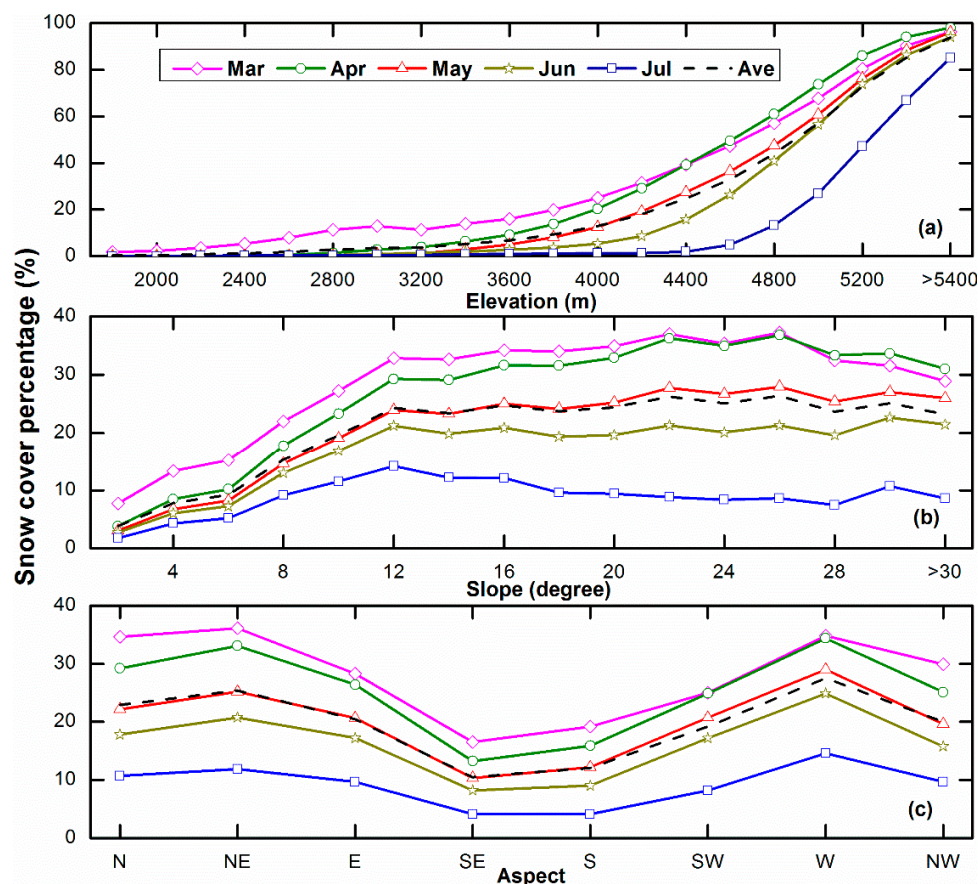 Snow cover percentage (%)
100
80
60
40
20
0
Mar Apr May Jun Jul Ave
(a)
2000 2400 2800 3200 3600 4000 4400 4800 5200 >5400
Elevation (m)
40
30
20
10
0
(b)
4 8 12 16 20 24 28 >30
Slope (degree)
40
30
20
10
0
(c)
N NE E SE S SW W NW
Aspect